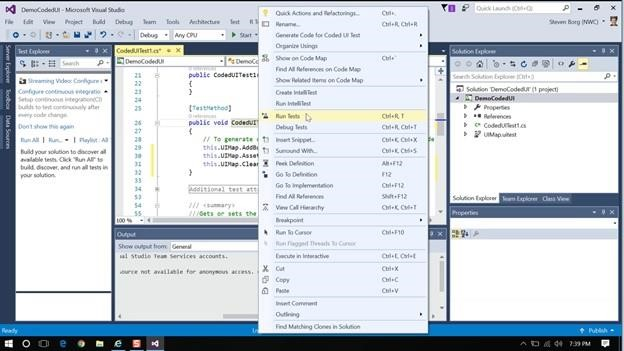 DemoCodedUI - Microsoft Visual Studio
Quick Launch (Ctrl+Q)
File Edit View Project Build Debug Team
Tools Architecture Test
Analyze Window Help
Steven Borg (NWC)
Debug
Server Explorer
Toolbox
Data Sources
Test Explorer
Search
Streaming Video: Configure
Configure continuous integration
Setup continuous integration(CI)
builds to test continuously after
every code change.
Don't show this again
Run All | Run... | Playlist : All
Build your solution to discover all
available tests. Click "Run All" to
build, discover, and run all tests in
your solution.
CodedUITest1.cs*
DemoCodedUI
21 public CodedUITest1(
22 {
23 }
24
25 [TestMethod]
0 references
26 public void CodedUIT
27 {
28 // To generate
29 this.UIMap.AddBu
30 this.UIMap.Asse
31 this.UIMap.Clea
32 }
33
34 Additional test att
54
55 /// <summary>
56 ///Gets or sets the
100 %
Output
Show output from: General
ual Studio Team Services accounts.
source not available for anonymous access.
Quick Actions and Refactorings... Ctrl+.
Rename... Ctrl+R, Ctrl+R
Generate Code for Coded UI Test
Organize Usings
Show on Code Map Ctrl+`
Find All References on Code Map
Show Related Items on Code Map
Create IntelliTest
Run IntelliTest
Run Tests Ctrl+R, T
Debug Tests Ctrl+R, Ctrl+T
Insert Snippet... Ctrl+K, Ctrl+X
Surround With... Ctrl+K, Ctrl+S
Peek Definition Alt+F12
Go To Definition F12
Go To Implementation Ctrl+F12
Find All References Shift+F12
View Call Hierarchy Ctrl+K, Ctrl+T
Breakpoint
Run To Cursor Ctrl+F10
Run Flagged Threads To Cursor
Execute in Interactive Ctrl+E, Ctrl+E
Cut Ctrl+X
Copy Ctrl+C
Paste Ctrl+V
Insert Comment
Outlining
Find Matching Clones in Solution
Solution Explorer
Search Solution Explorer (Ctrl+;)
Solution 'DemoCodedUI' (1 project)
DemoCodedUI
Properties
References
CodedUITest1.cs
UIMap.uitest
Solution Explorer Team Explorer Class View
Properties
Ready
Publish
7:39 PM